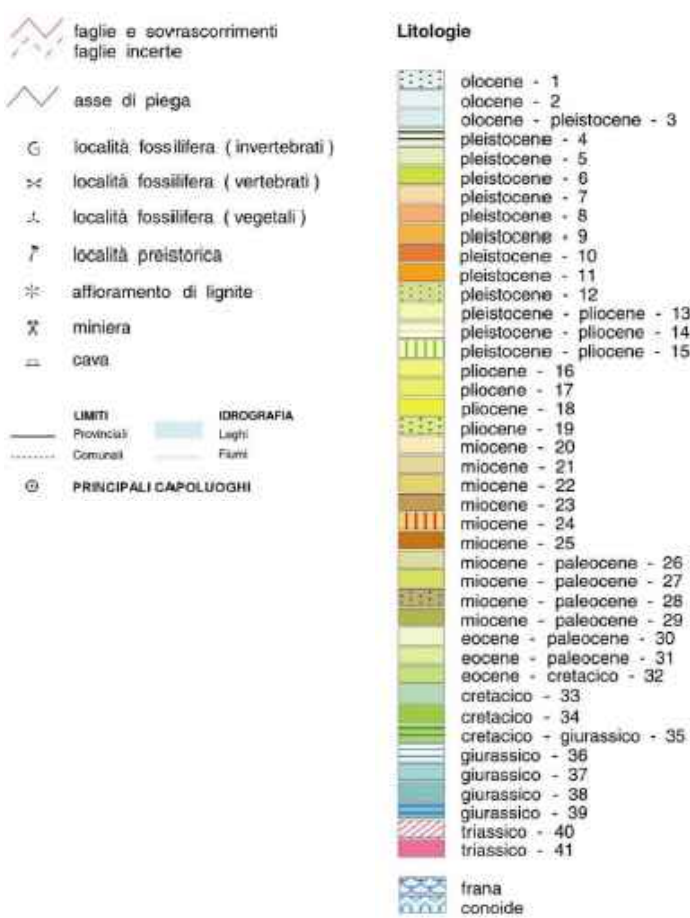 faglie e sovrascorrimenti
faglie incerte
asse di piega
località fossilifera ( invertebrati )
località fossilifera ( vertebrati )
località fossilifera ( vegetali )
località preistorica
affioramento di lignite
miniera
cava
LIMITI
Provinciali
Comunali
IDROGRAFIA
Laghi
Fiumi
PRINCIPALI CAPOLUOGHI
Litologie
olocene - 1
olocene - 2
olocene - pleistocene - 3
pleistocene - 4
pleistocene - 5
pleistocene - 6
pleistocene - 7
pleistocene - 8
pleistocene - 9
pleistocene - 10
pleistocene - 11
pleistocene - 12
pleistocene - pliocene - 13
pleistocene - pliocene - 14
pleistocene - pliocene - 15
pliocene - 16
pliocene - 17
pliocene - 18
pliocene - 19
miocene - 20
miocene - 21
miocene - 22
miocene - 23
miocene - 24
miocene - 25
miocene - paleocene - 26
miocene - paleocene - 27
miocene - paleocene - 28
miocene - paleocene - 29
eocene - paleocene - 30
eocene - paleocene - 31
eocene - cretacico - 32
cretacico - 33
cretacico - 34
cretacico - giurassico - 35
giurassico - 36
giurassico - 37
giurassico - 38
giurassico - 39
triassico - 40
triassico - 41
frana
conoide